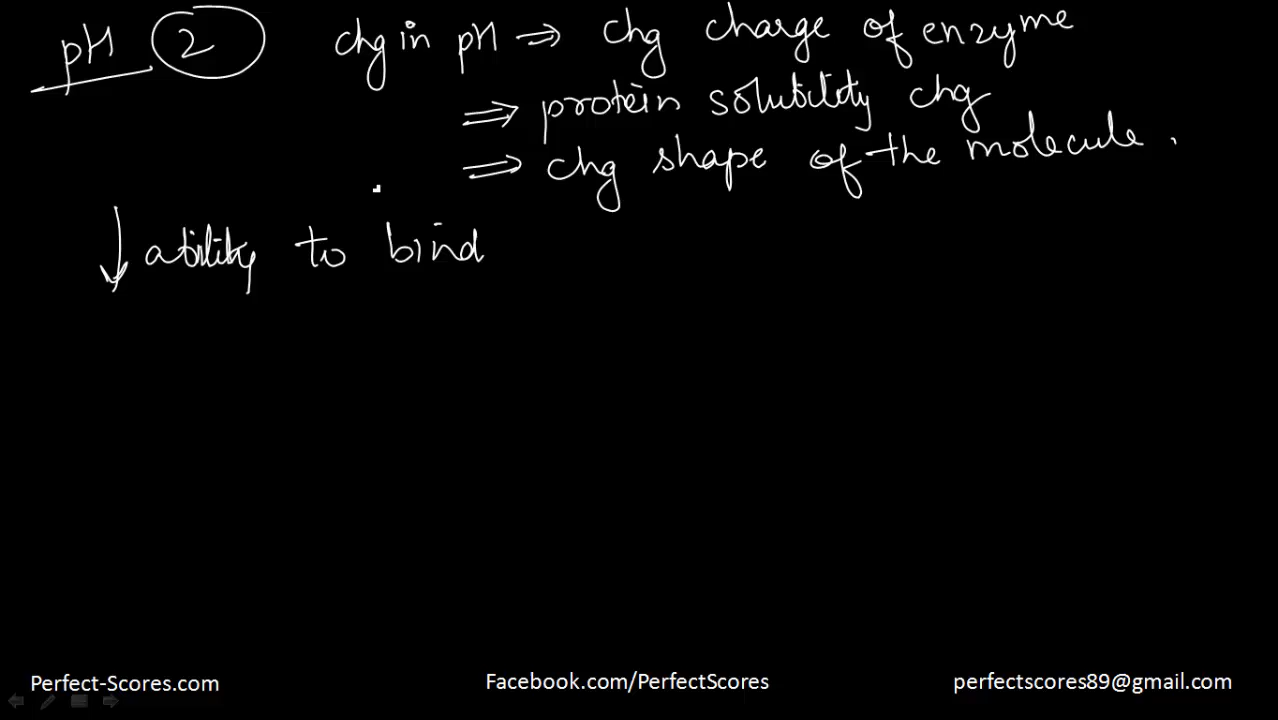 pH 2 chg in pH ⇒ chg charge of enzyme
⇒ protein solubility chg
⇒ chg shape of the molecule.
↓ ability to bind
Perfect-Scores.com Facebook.com/PerfectScores perfectscores89@gmail.com